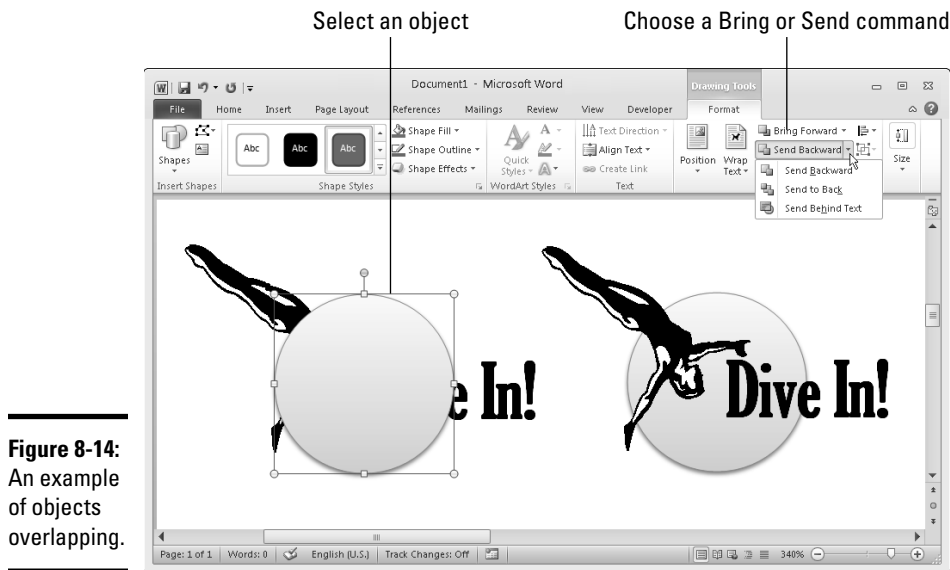 Select an object
Choose a Bring or Send command
Document1 - Microsoft Word
Drawing Tools
File Home Insert Page Layout References Mailings Review View Developer Format
Shapes
Insert Shapes
Abc Abc Abc
Shape Styles
Shape Fill
Shape Outline
Shape Effects
Quick
Styles
WordArt Styles
Text Direction
Align Text
Create Link
Text
Position
Wrap
Text
Bring Forward
Send Backward
Size
Send Backward
Send to Back
Send Behind Text
e In!
Dive In!
Figure 8-14:
An example
of objects
overlapping.
Page: 1 of 1 Words: 0 English (U.S.) Track Changes: Off 340%